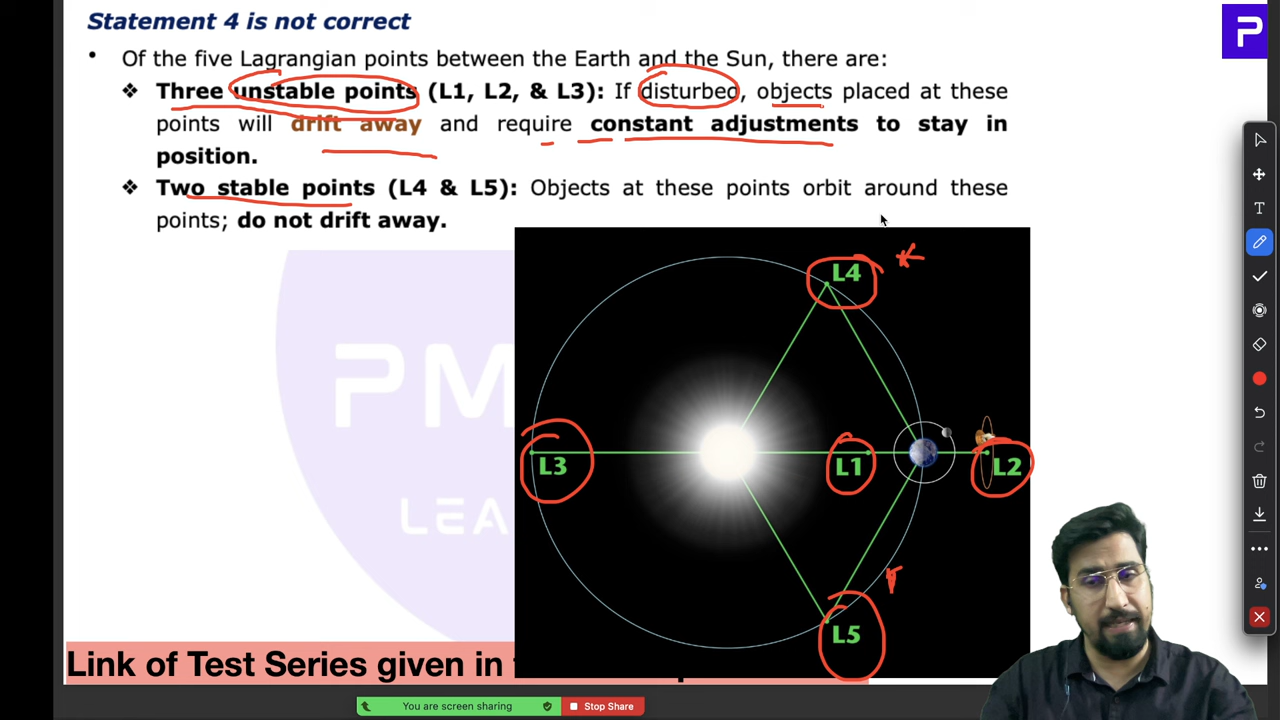 Statement 4 is not correct
• Of the five Lagrangian points between the Earth and the Sun, there are:
❖ Three unstable points (L1, L2, & L3): If disturbed, objects placed at these
points will drift away and require constant adjustments to stay in
position.
❖ Two stable points (L4 & L5): Objects at these points orbit around these
points; do not drift away.
P
L4
PM
L3
L1
L2
LEA
L5
Link of Test Series given in
You are screen sharing
Stop Share